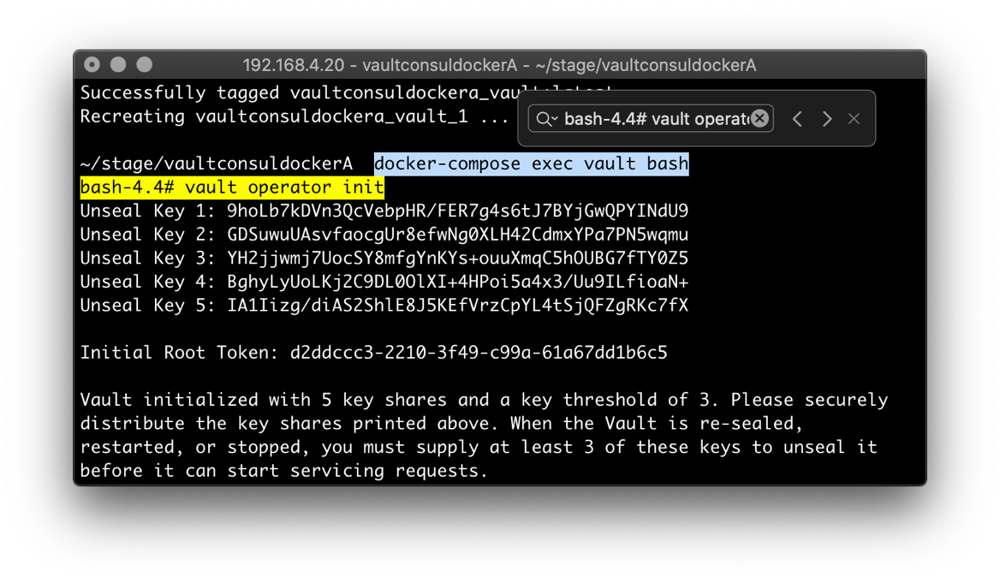 192.168.4.20 - vaultconsuldockerA - ~/stage/vaultconsuldockerA
Successfully tagged vaultconsuldockera_vault:latest
Recreating vaultconsuldockera_vault_1 ...
bash-4.4# vault operat
~/stage/vaultconsuldockerA docker-compose exec vault bash
bash-4.4# vault operator init
Unseal Key 1: 9hoLb7kDVn3QcVebpHR/FER7g4s6tJ7BYjGwQPYINdU9
Unseal Key 2: GDSuwuUAsvfaocgUr8efwNg0XLH42CdmxYPa7PN5wqmu
Unseal Key 3: YH2jjwmj7UocSY8mfgYnKYs+ouuXmqC5hOUBG7fTY0Z5
Unseal Key 4: BghyLyUoLKj2C9DL0OlXI+4HPoi5a4x3/Uu9ILfioaN+
Unseal Key 5: IA1Iizg/diAS2ShlE8J5KEfVrzCpYL4tSjQFZgRKc7fX
Initial Root Token: d2ddccc3-2210-3f49-c99a-61a67dd1b6c5
Vault initialized with 5 key shares and a key threshold of 3. Please securely
distribute the key shares printed above. When the Vault is re-sealed,
restarted, or stopped, you must supply at least 3 of these keys to unseal it
before it can start servicing requests.